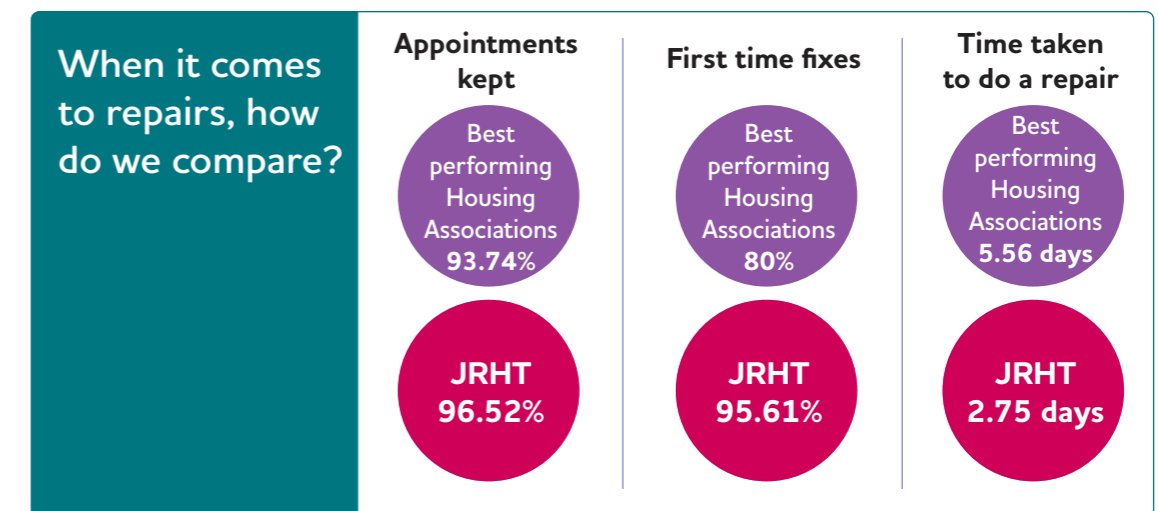 When it comes
to repairs, how
do we compare?
Appointments
kept
Best
performing
Housing
Associations
93.74%
JRHT
96.52%
First time fixes
Best
performing
Housing
Associations
80%
JRHT
95.61%
Time taken
to do a repair
Best
performing
Housing
Associations
5.56 days
JRHT
2.75 days